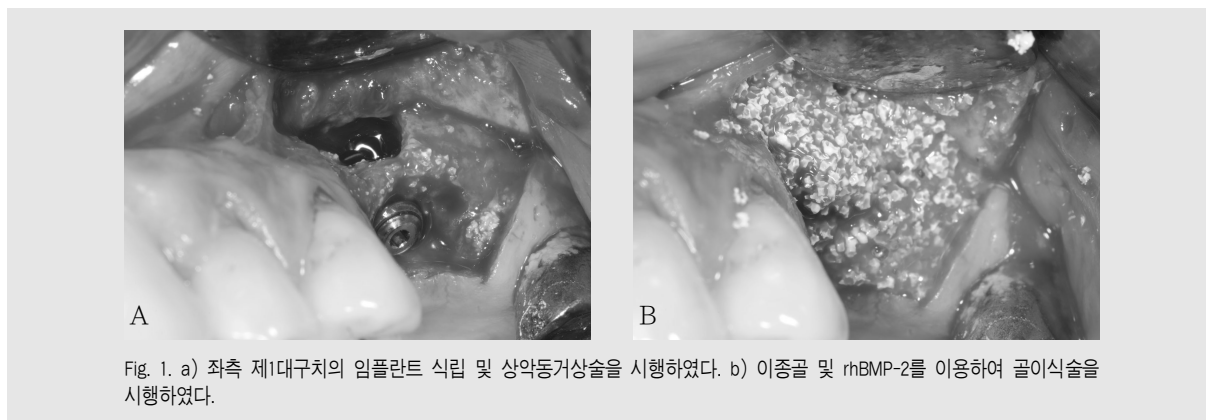 A
B
Fig. 1. a) 좌측 제1대구치의 임플란트 식립 및 상악동거상술을 시행하였다. b) 이종골 및 rhBMP-2를 이용하여 골이식술을
시행하였다.